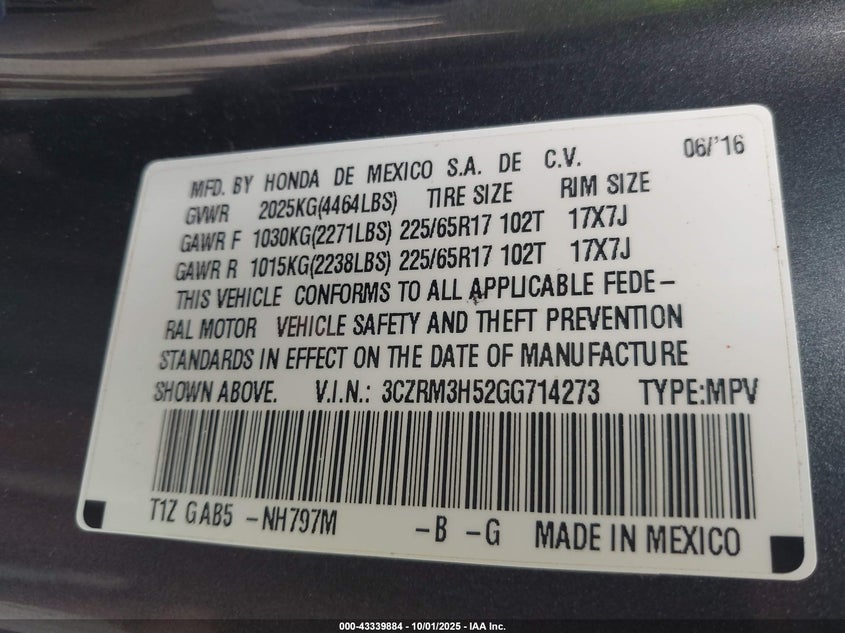 MFD. BY HONDA DE MEXICO S.A. DE C.V. 06/'16
GVWR 2025KG(4464LBS) TIRE SIZE RIM SIZE
GAWR F 1030KG(2271LBS) 225/65R17 102T 17X7J
GAWR R 1015KG(2238LBS) 225/65R17 102T 17X7J
THIS VEHICLE CONFORMS TO ALL APPLICABLE FEDE-
RAL MOTOR VEHICLE SAFETY AND THEFT PREVENTION
STANDARDS IN EFFECT ON THE DATE OF MANUFACTURE
SHOWN ABOVE. V.I.N.: 3CZRM3H52GG714273 TYPE:MPV
T1Z GAB5 -NH797M -B -G MADE IN MEXICO
000-43339884 - 10/01/2025 - IAA Inc.